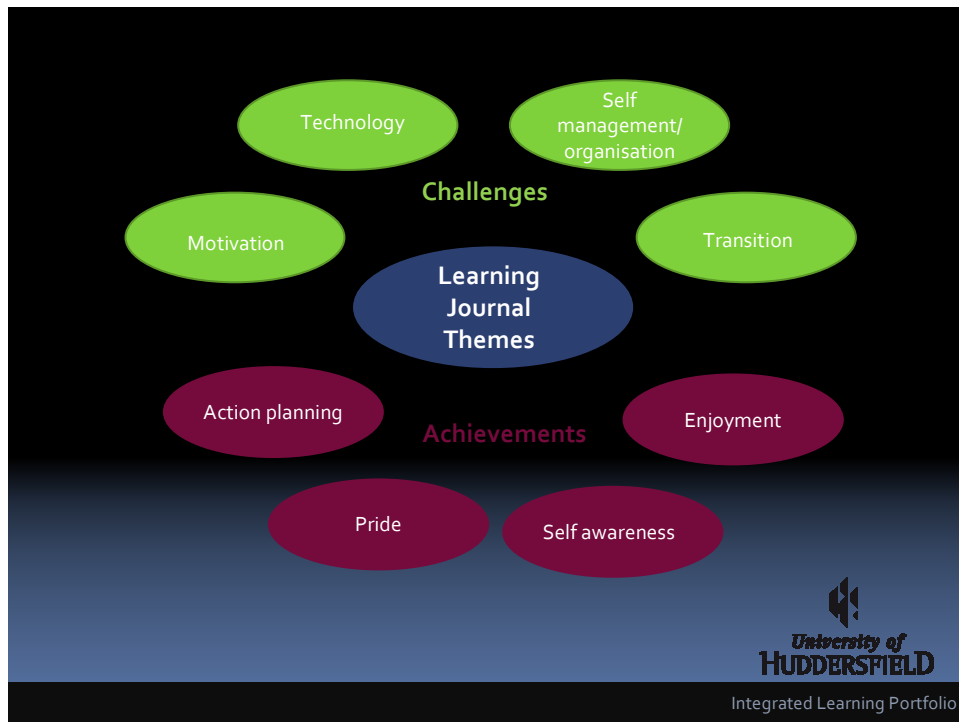 Technology
Self
management/
organisation
Challenges
Motivation
Transition
Learning
Journal
Themes
Action planning
Achievements
Enjoyment
Pride
Self awareness
University of
HUDDERSFIELD
Integrated Learning Portfolio